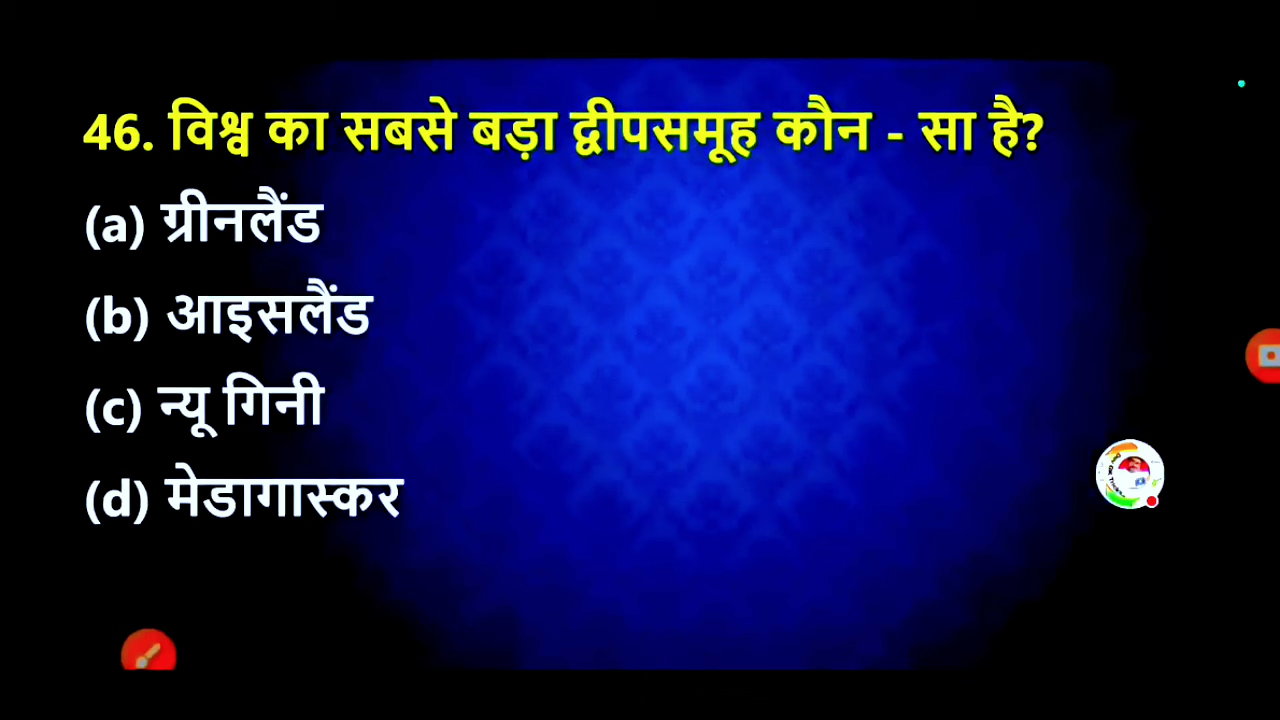 46. विश्व का सबसे बड़ा द्वीपसमूह कौन - सा है?
(a) ग्रीनलैंड
(b) आइसलैंड
(c) न्यू गिनी
(d) मेडागास्कर